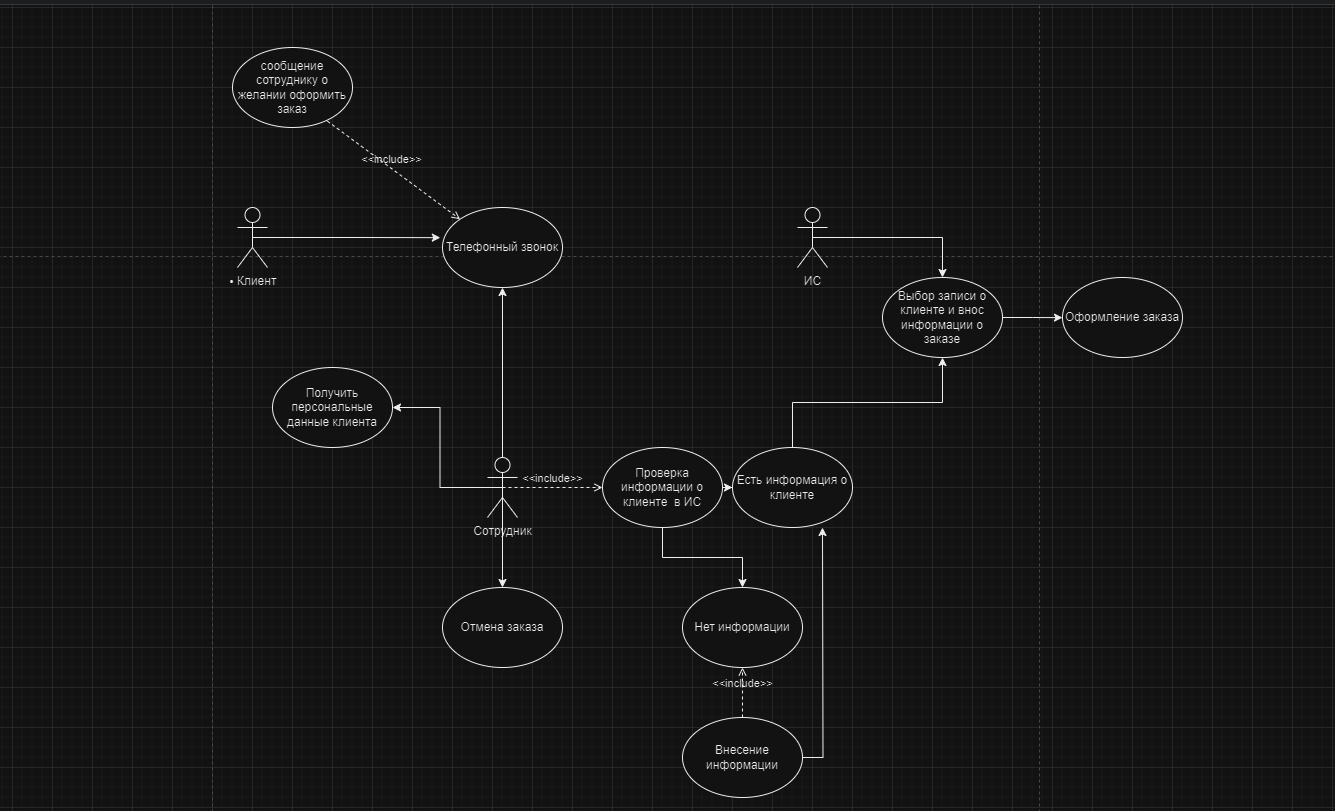 сообщение
сотруднику о
желании оформить
заказ
<<include>>
Телефонный звонок
• Клиент
ИС
Выбор записи о
клиенте и внос
информации о
заказе
Оформление заказа
Получить
персональные
данные клиента
<<include>>
Проверка
информации о
клиенте в ИС
Есть информация о
клиенте
Сотрудник
Отмена заказа
Нет информации
<<include>>
Внесение
информации